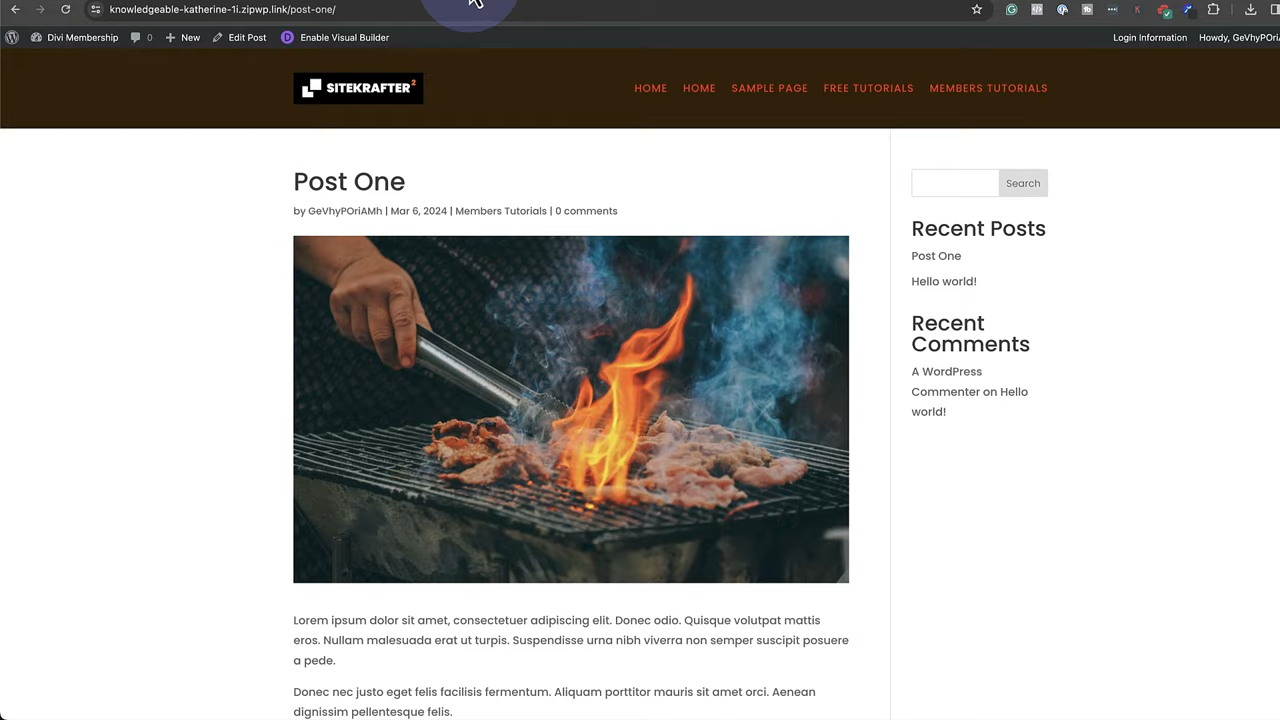 knowledgeable-katherine-1i.zipwp.link/post-one/
Divi Membership 0 New Edit Post D Enable Visual Builder Login Information Howdy, GeVhyPOriA
SITEKRAFTER2
HOME HOME SAMPLE PAGE FREE TUTORIALS MEMBERS TUTORIALS
Post One
by GeVhyPOriAMh | Mar 6, 2024 | Members Tutorials | 0 comments
Lorem ipsum dolor sit amet, consectetuer adipiscing elit. Donec odio. Quisque volutpat mattis
eros. Nullam malesuada erat ut turpis. Suspendisse urna nibh viverra non semper suscipit posuere
a pede.
Donec nec justo eget felis facilisis fermentum. Aliquam porttitor mauris sit amet orci. Aenean
dignissim pellentesque felis.
Search
Recent Posts
Post One
Hello world!
Recent
Comments
A WordPress
Commenter on Hello
world!